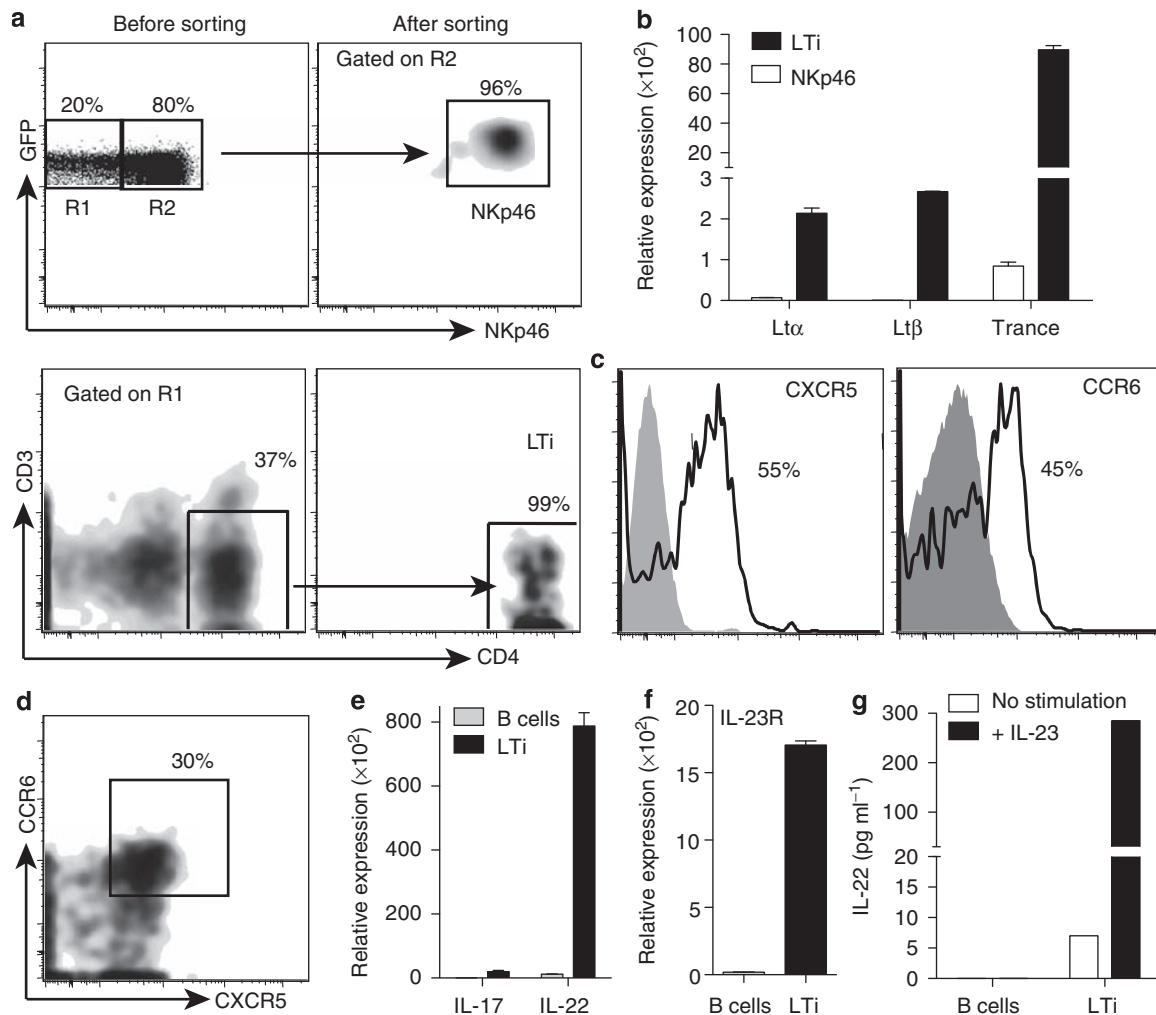 a
Before sorting
After sorting
Gated on R2
20%
80%
96%
R1
R2
NKp46
GFP
NKp46
Gated on R1
37%
LTi
99%
CD3
CD4
b
Relative expression (×10²)
100
80
60
40
20
3
2
1
0
LTi
NKp46
Ltα
Ltβ
Trance
c
CXCR5
55%
CCR6
45%
d
30%
CCR6
CXCR5
e
Relative expression (×10²)
800
600
400
200
0
B cells
LTi
IL-17
IL-22
f
Relative expression (×10²)
20
15
10
5
0
IL-23R
B cells
LTi
g
No stimulation
+ IL-23
IL-22 (pg ml⁻¹)
300
200
100
20
15
10
5
0
B cells
LTi